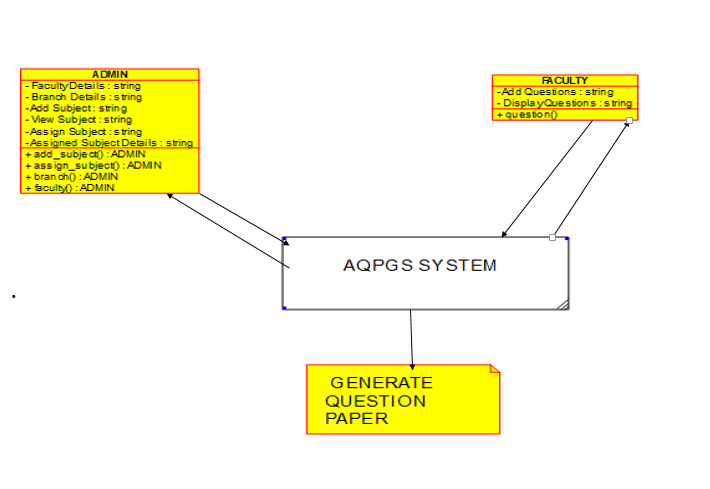 ADMIN
- FacultyDetails : string
- Branch Details : string
-Add Subject : string
- View Subject : string
-Assign Subject : string
-Assigned Subject Details : string
+ add_subject() : ADMIN
+ assign_subject() : ADMIN
+ branch() : ADMIN
+ faculty() : ADMIN
FACULTY
-Add Questions : string
- DisplayQuestions : string
+ question()
AQPGS SYSTEM
GENERATE
QUESTION
PAPER